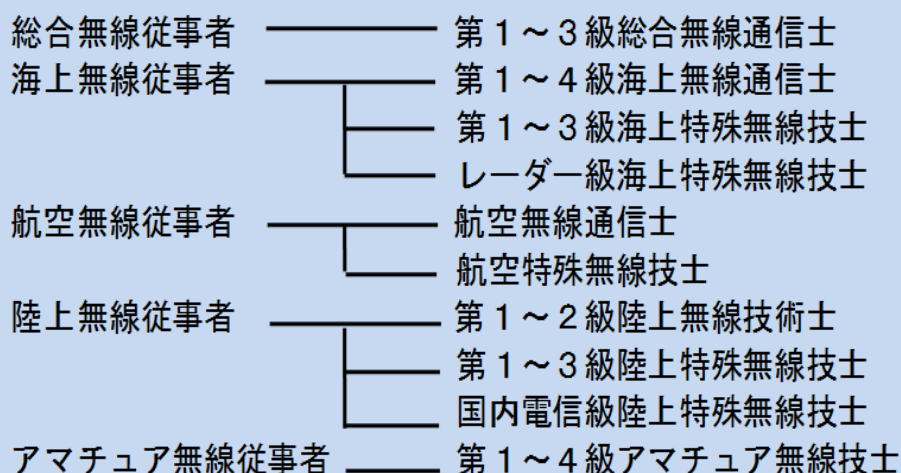 総合無線従事者 第１～３級総合無線通信士
海上無線従事者 第１～４級海上無線通信士
第１～３級海上特殊無線技士
レーダー級海上特殊無線技士
航空無線従事者 航空無線通信士
航空特殊無線技士
陸上無線従事者 第１～２級陸上無線技術士
第１～３級陸上特殊無線技士
国内電信級陸上特殊無線技士
アマチュア無線従事者 第１～４級アマチュア無線技士